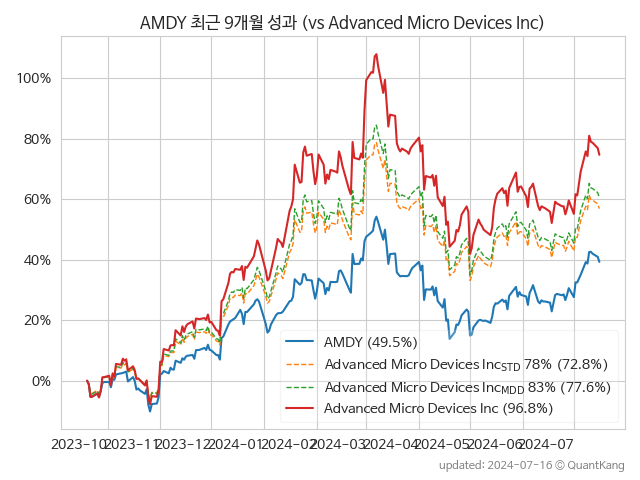 AMDY 최근 9개월 성과 (vs Advanced Micro Devices Inc)
100%
80%
60%
40%
20%
0%
AMDY (49.5%)
Advanced Micro Devices IncSTD 78% (72.8%)
Advanced Micro Devices IncMDD 83% (77.6%)
Advanced Micro Devices Inc (96.8%)
2023-10 2023-11 2023-12 2024-01 2024-02 2024-03 2024-04 2024-05 2024-06 2024-07
updated: 2024-07-16 © QuantKang